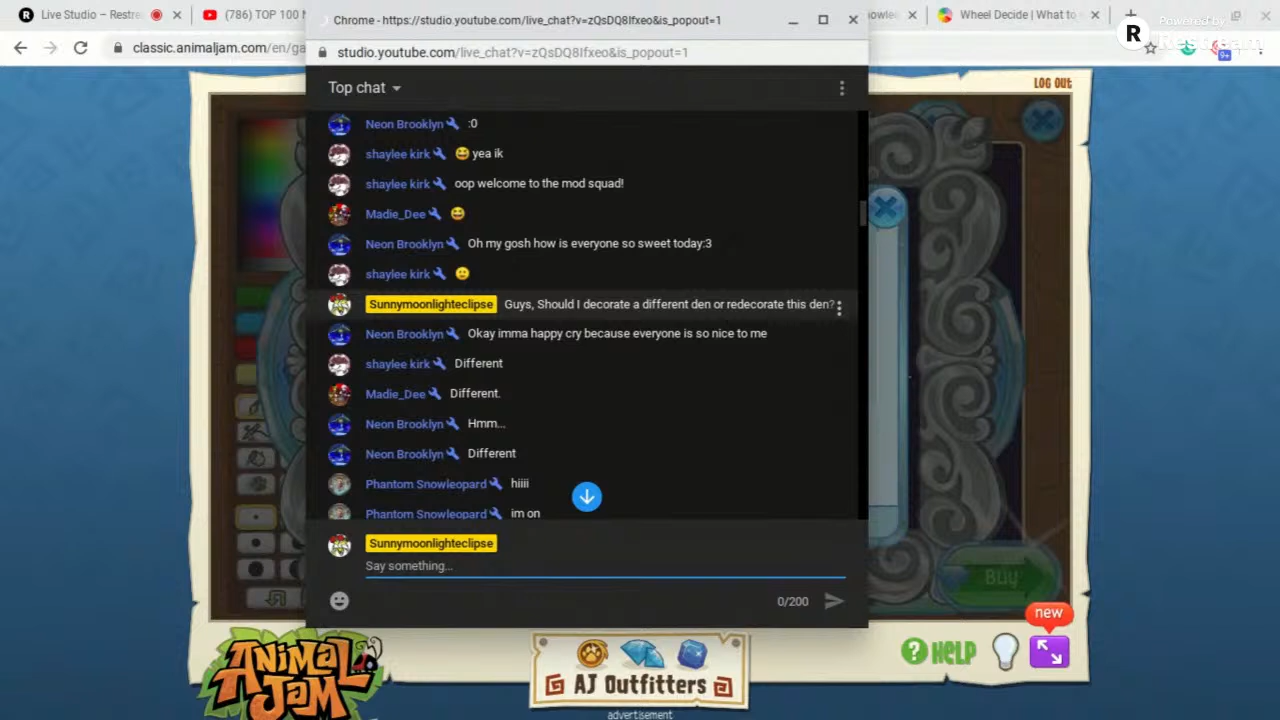 Chrome - https://studio.youtube.com/live_chat?v=zQsDQ8Ifxeo&is_popout=1
Live Studio – Restre
(786) TOP 100 N
Wheel Decide | What to
Powered by
Restream
classic.animaljam.com/en/ga
studio.youtube.com/live_chat?v=zQsDQ8Ifxeo&is_popout=1
9+
LOG OUT
Top chat
Neon Brooklyn :0
shaylee kirk 😆 yea ik
shaylee kirk oop welcome to the mod squad!
Madie_Dee 😆
Neon Brooklyn Oh my gosh how is everyone so sweet today:3
shaylee kirk 🙂
Sunnymoonlighteclipse Guys, Should I decorate a different den or redecorate this den?
Neon Brooklyn Okay imma happy cry because everyone is so nice to me
shaylee kirk Different
Madie_Dee Different.
Neon Brooklyn Hmm...
Neon Brooklyn Different
Phantom Snowleopard hiiii
Phantom Snowleopard im on
Sunnymoonlighteclipse
Say something...
0/200
Buy
new
HELP
ANIMAL
JAM
AJ Outfitters
advertisement